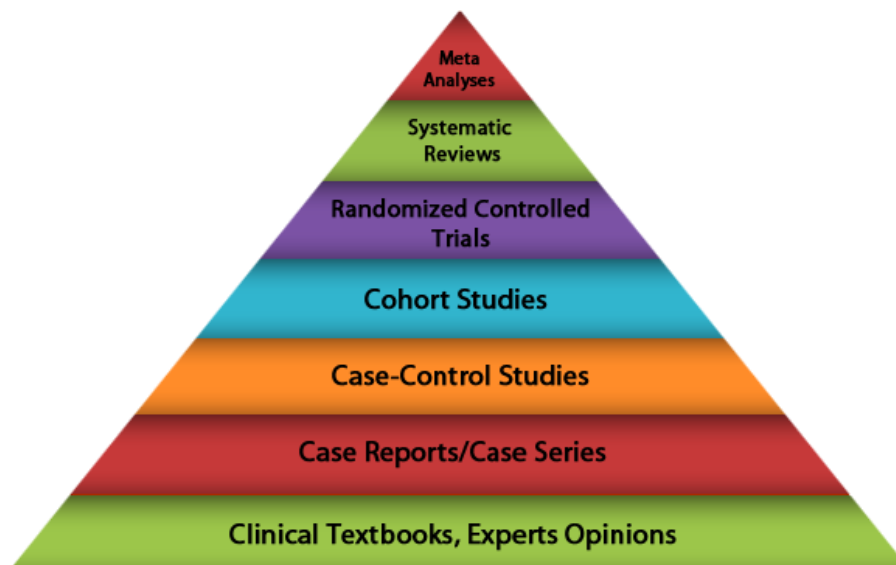 Meta
Analyses
Systematic
Reviews
Randomized Controlled
Trials
Cohort Studies
Case-Control Studies
Case Reports/Case Series
Clinical Textbooks, Experts Opinions